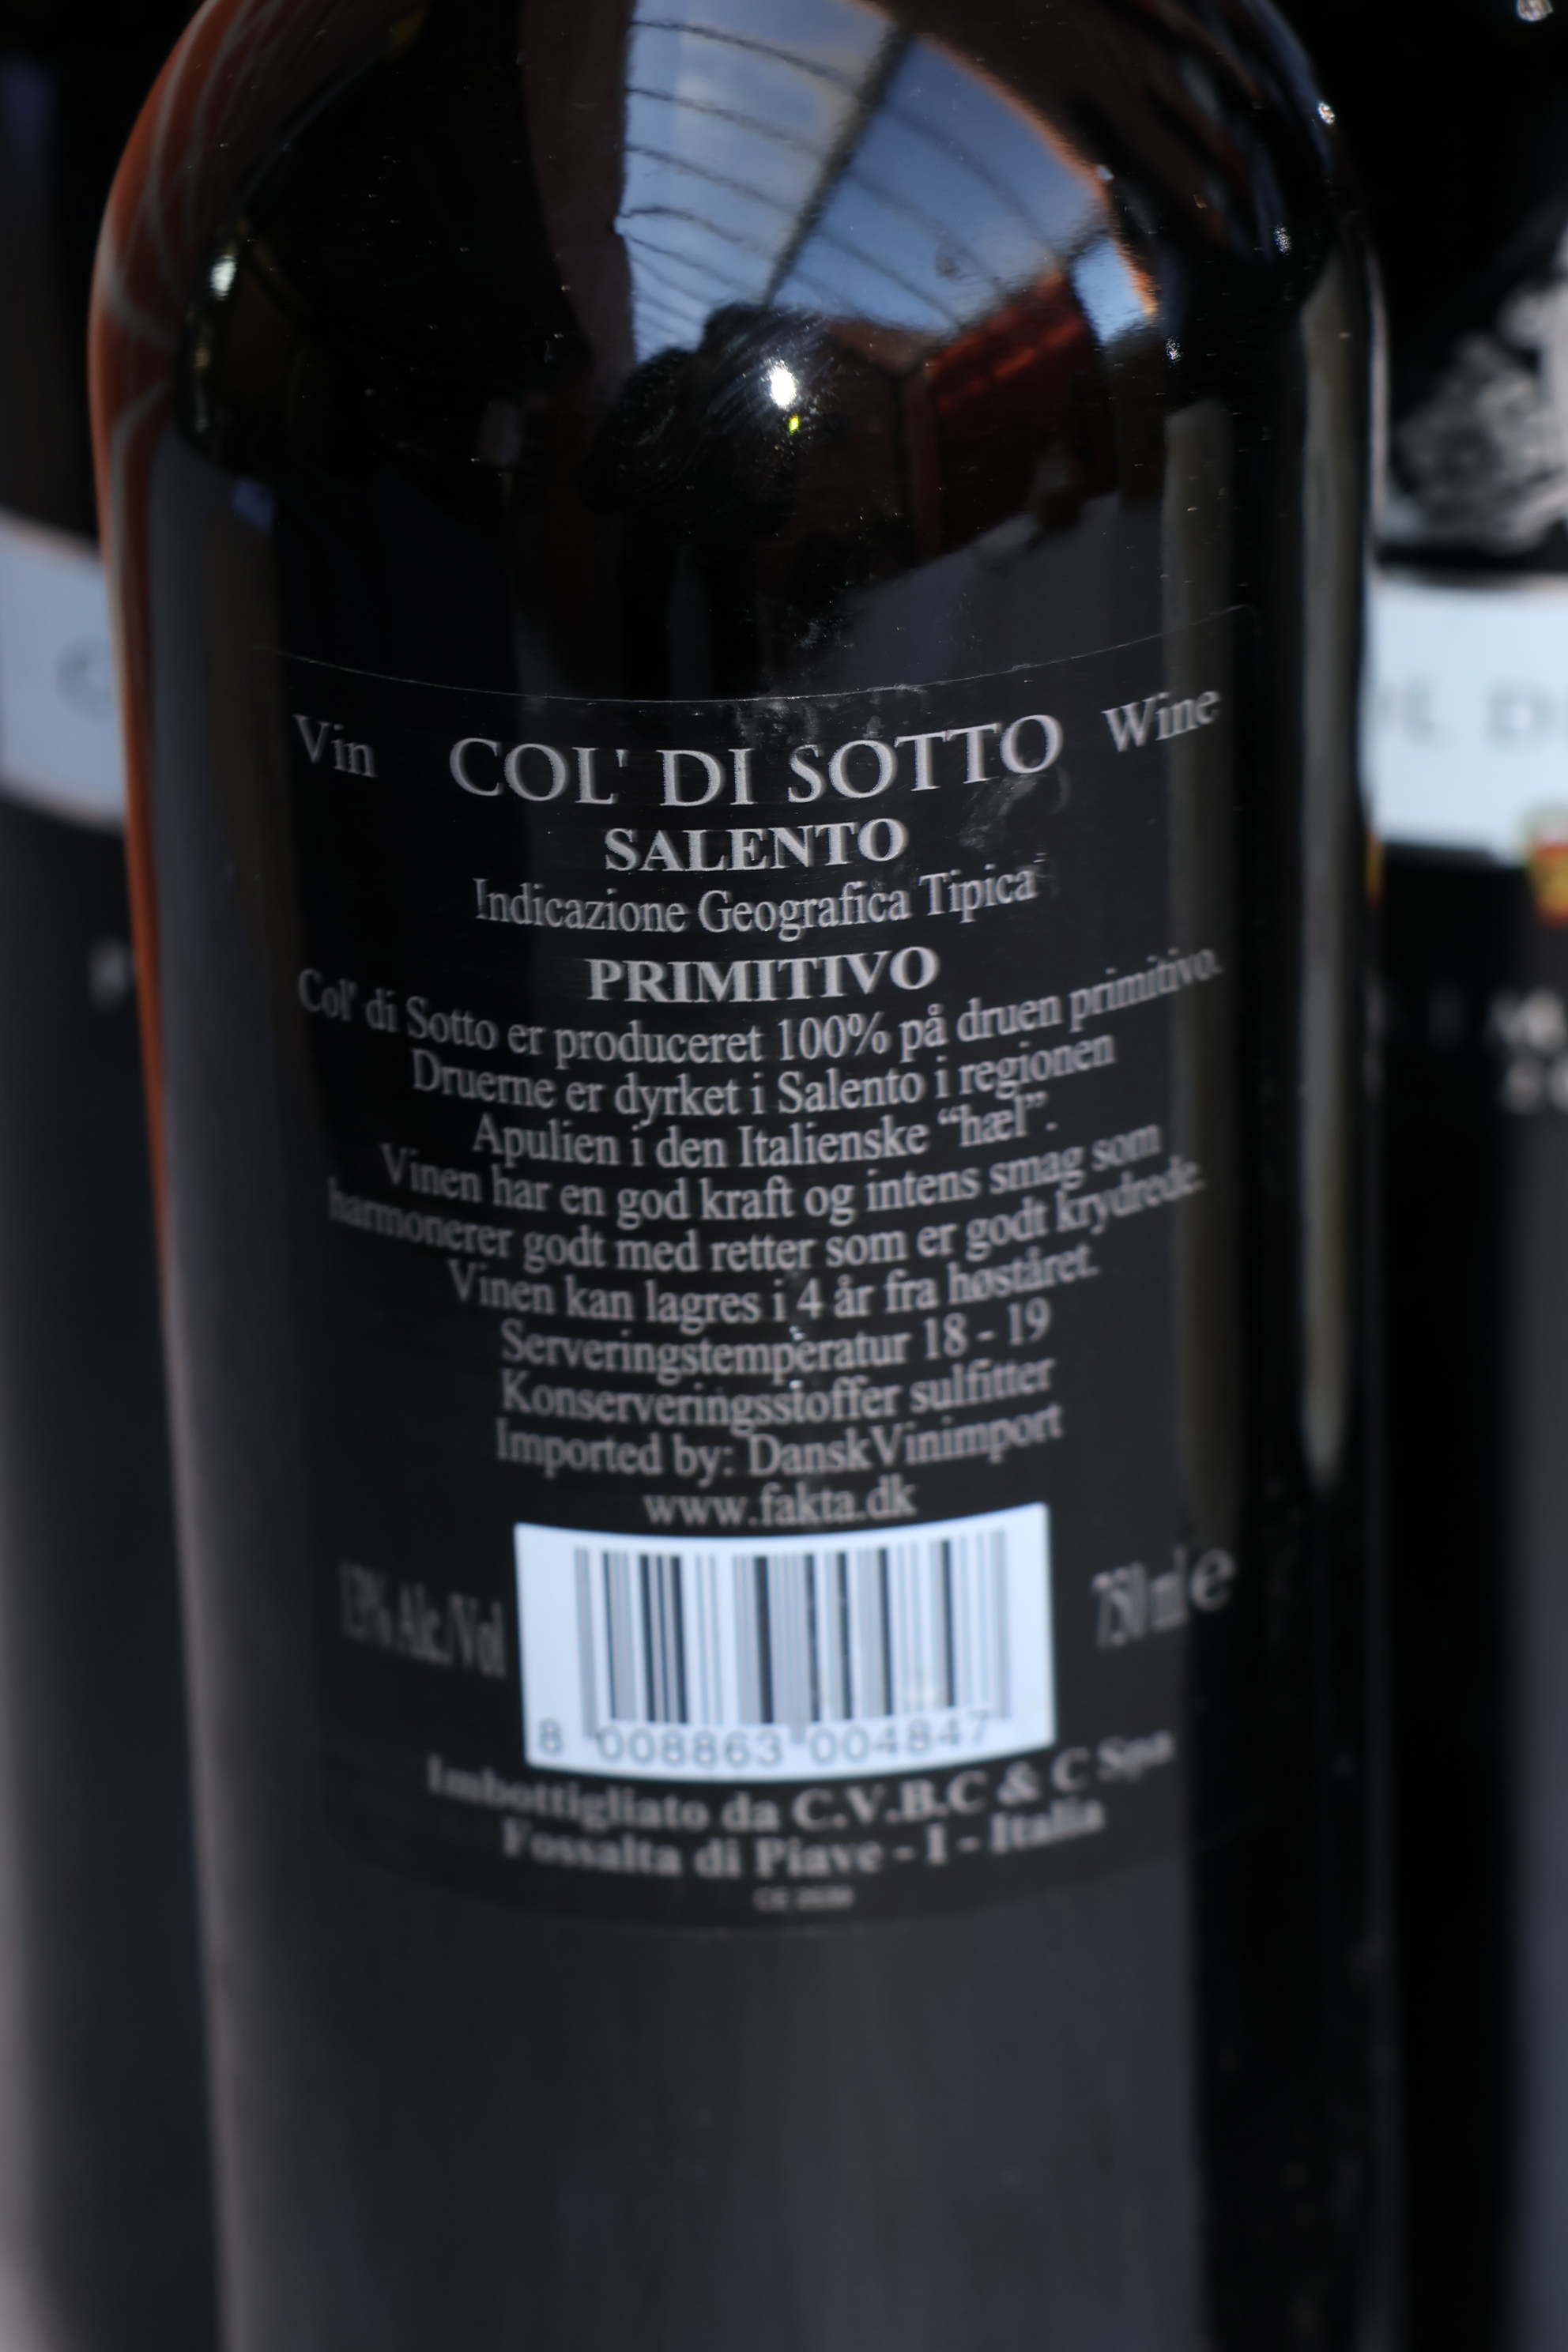 Vin COL' DI SOTTO Wine
SALENTO
Indicazione Geografica Tipica
PRIMITIVO
Col' di Sotto er produceret 100% på druen primitivo.
Druerne er dyrket i Salento i regionen
Apulien i den Italienske “hæl”.
Vinen har en god kraft og intens smag som
harmonerer godt med retter som er godt krydrede.
Vinen kan lagres i 4 år fra høståret.
Serveringstemperatur 18 - 19
Konserveringsstoffer sulfitter
Imported by: DanskVinimport
www.fakta.dk
13% Alc./Vol 750 ml e
8 008863 004847
Imbottigliato da C.V.B.C & C Spa
Fossalta di Piave - I - Italia